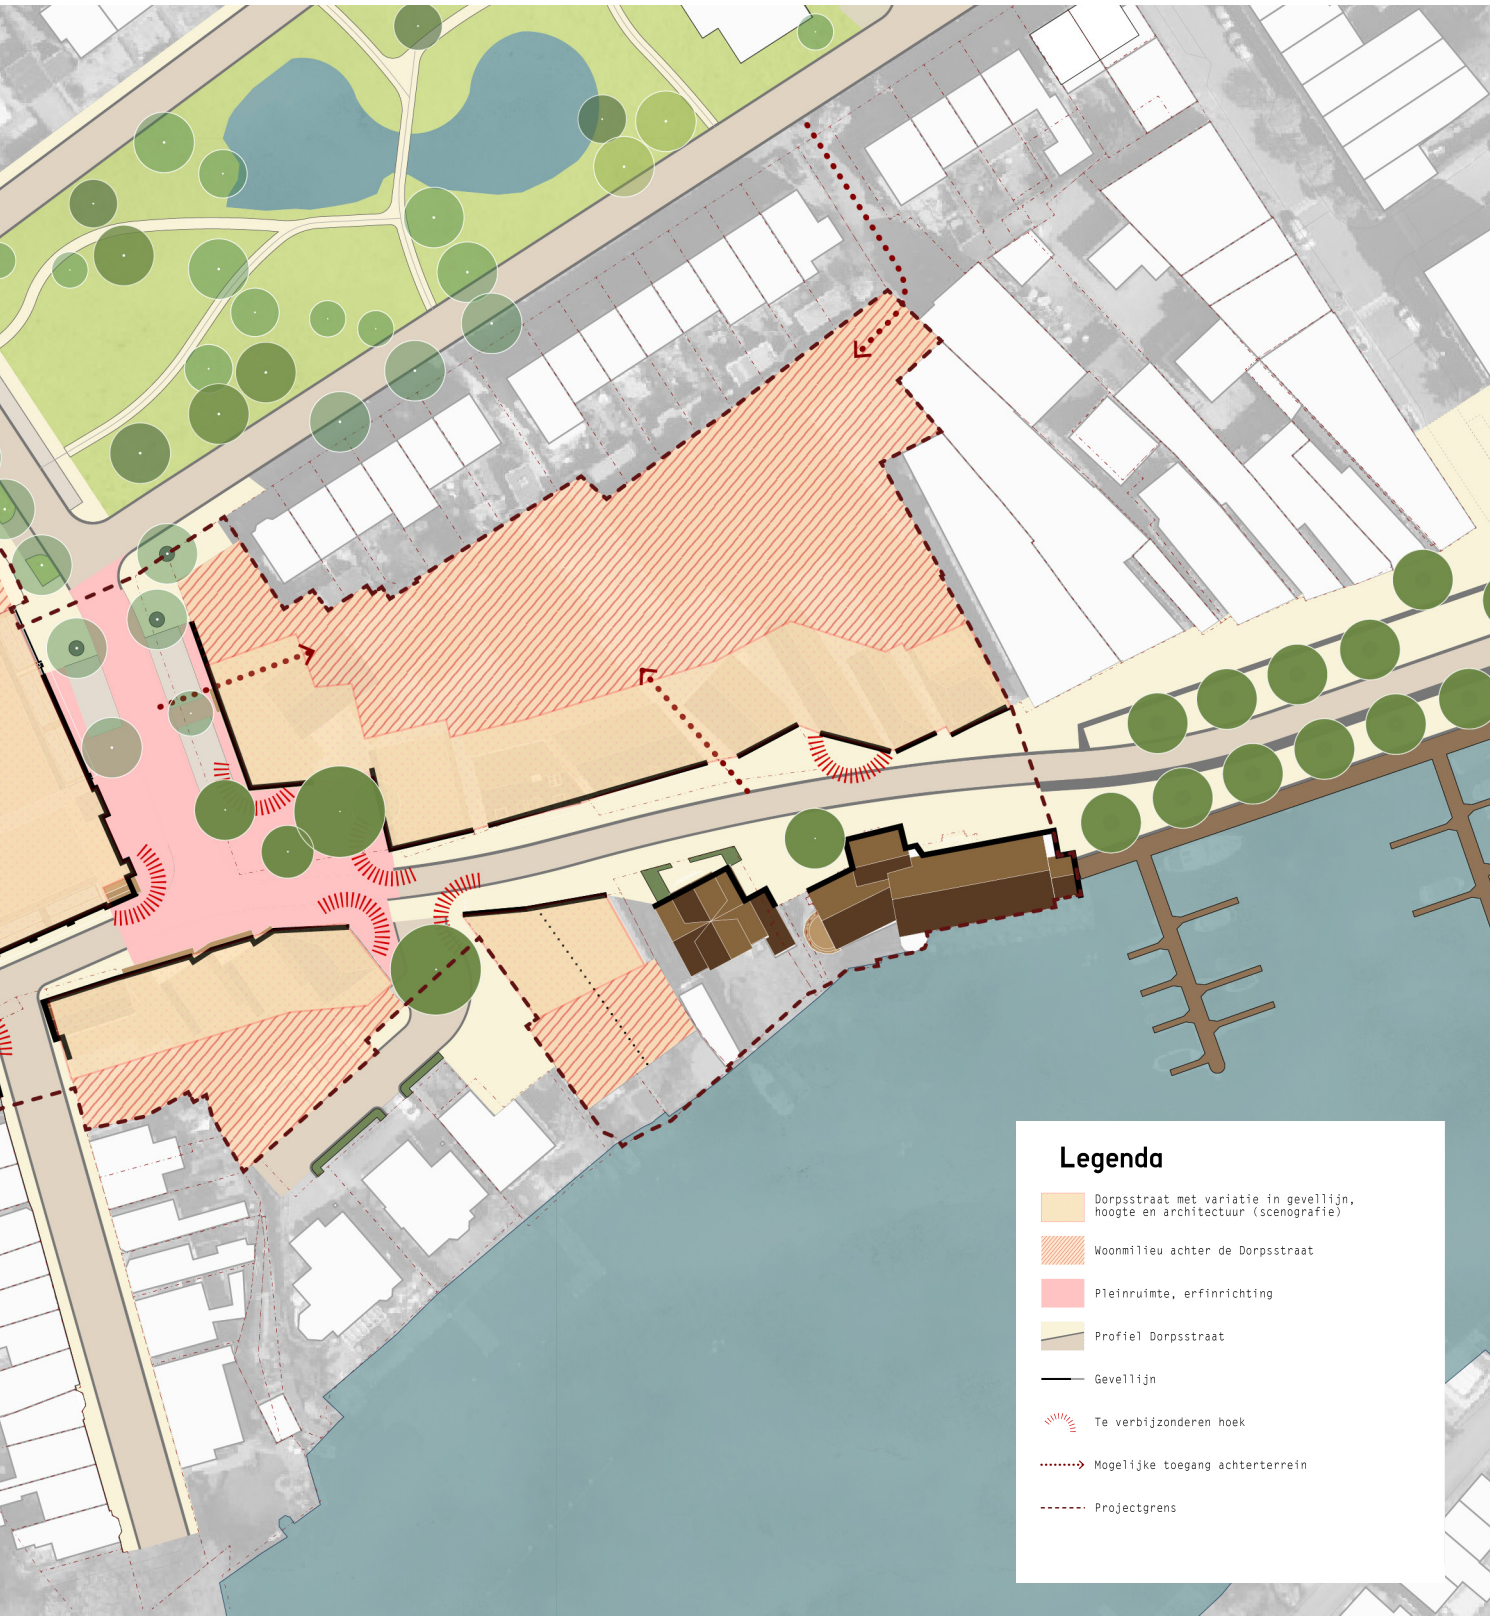 Legenda
Dorpsstraat met variatie in gevellijn,
hoogte en architectuur (scenografie)
Woonmilieu achter de Dorpsstraat
Pleinruimte, erfinrichting
Profiel Dorpsstraat
Gevellijn
Te verbijzonderen hoek
Mogelijke toegang achterterrein
Projectgrens